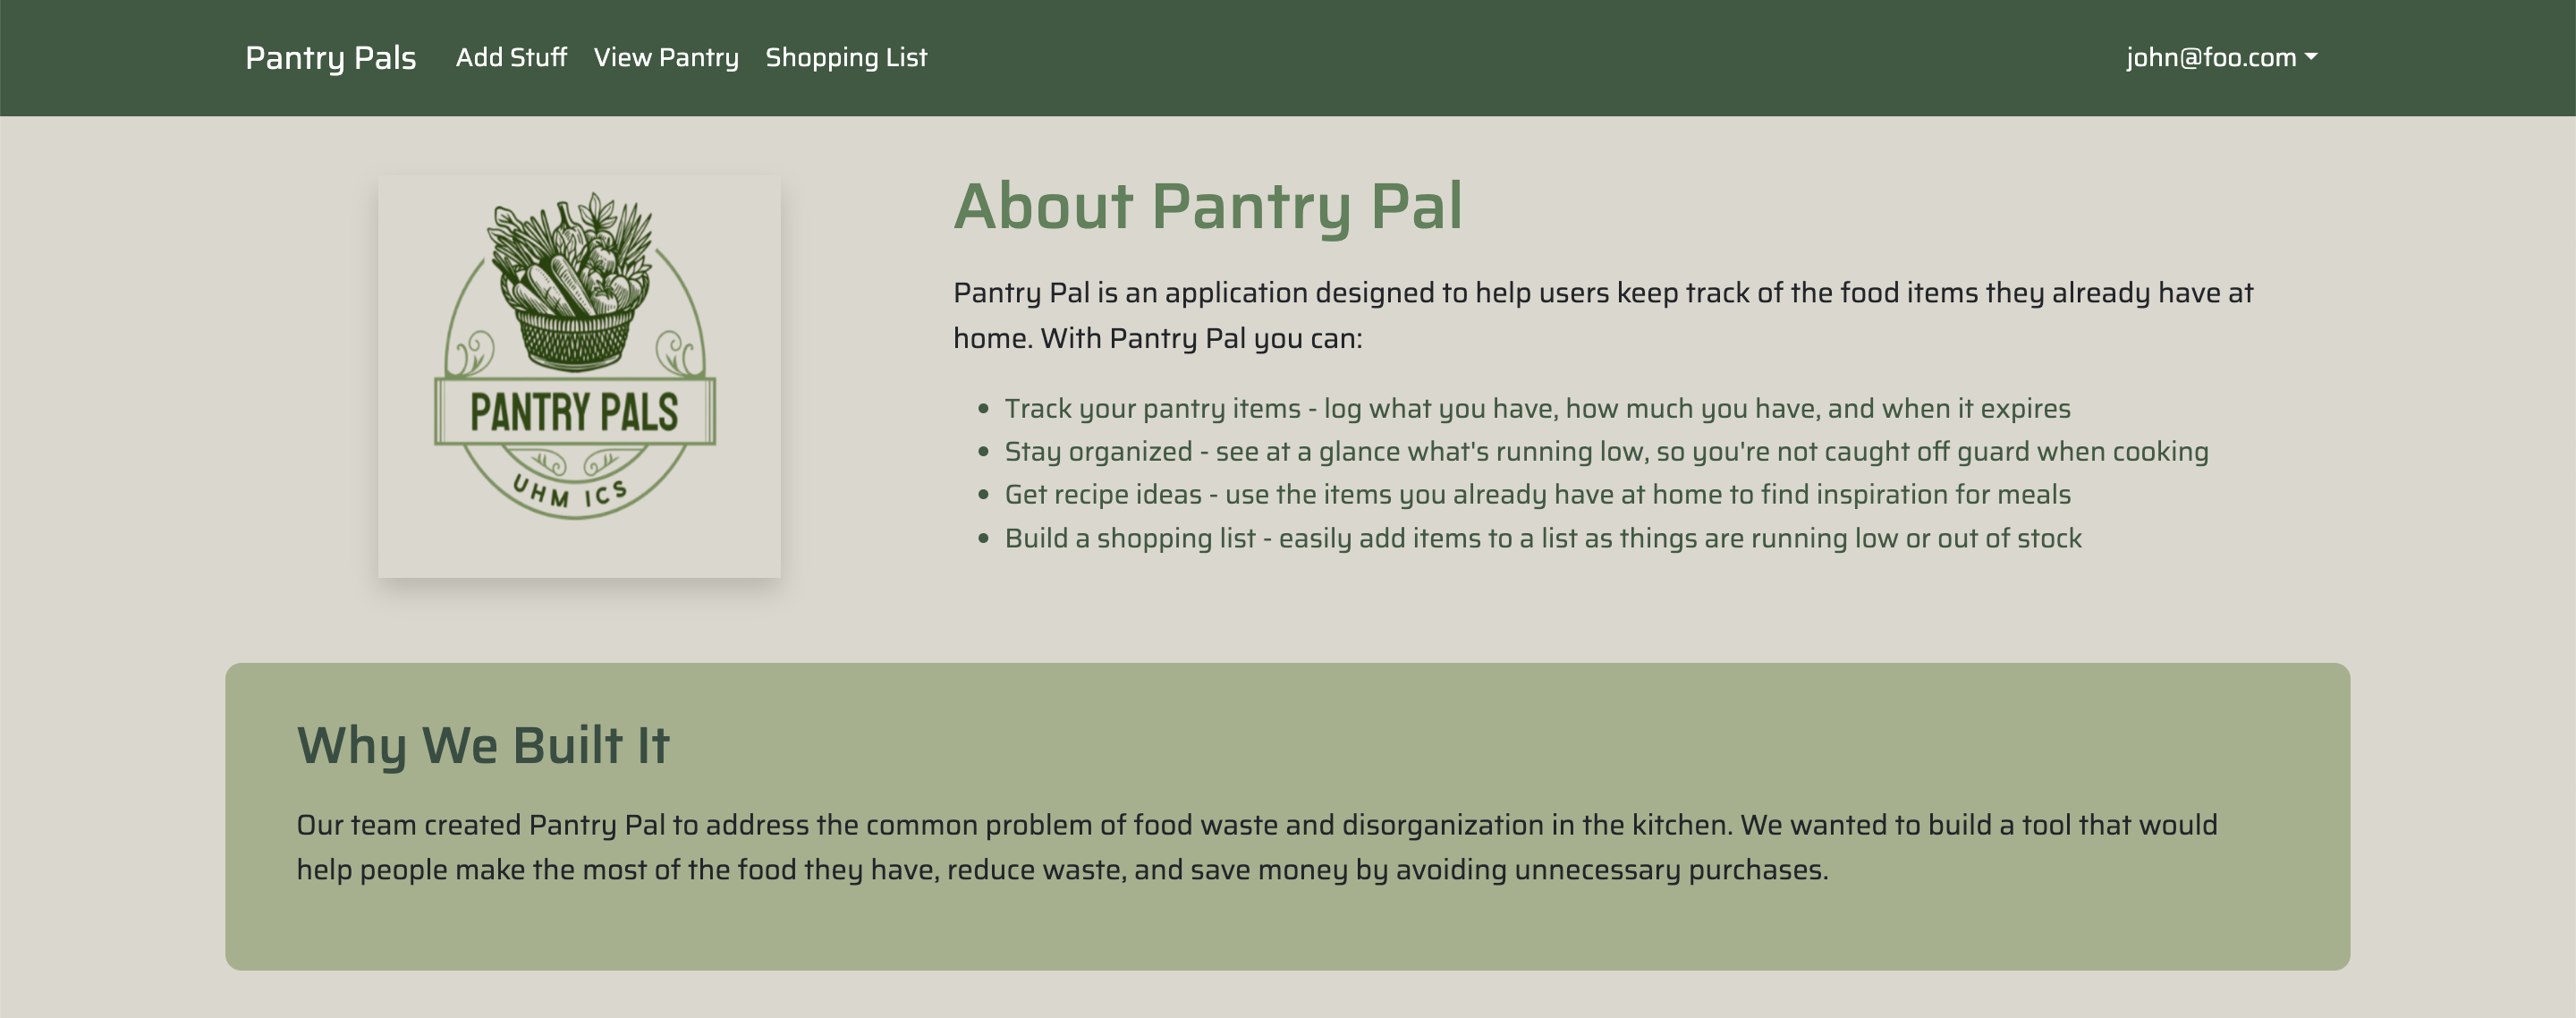 Pantry Pals Add Stuff View Pantry Shopping List john@foo.com
PANTRY PALS
UHM ICS
About Pantry Pal
Pantry Pal is an application designed to help users keep track of the food items they already have at
home. With Pantry Pal you can:
Track your pantry items - log what you have, how much you have, and when it expires
Stay organized - see at a glance what's running low, so you're not caught off guard when cooking
Get recipe ideas - use the items you already have at home to find inspiration for meals
Build a shopping list - easily add items to a list as things are running low or out of stock
Why We Built It
Our team created Pantry Pal to address the common problem of food waste and disorganization in the kitchen. We wanted to build a tool that would
help people make the most of the food they have, reduce waste, and save money by avoiding unnecessary purchases.